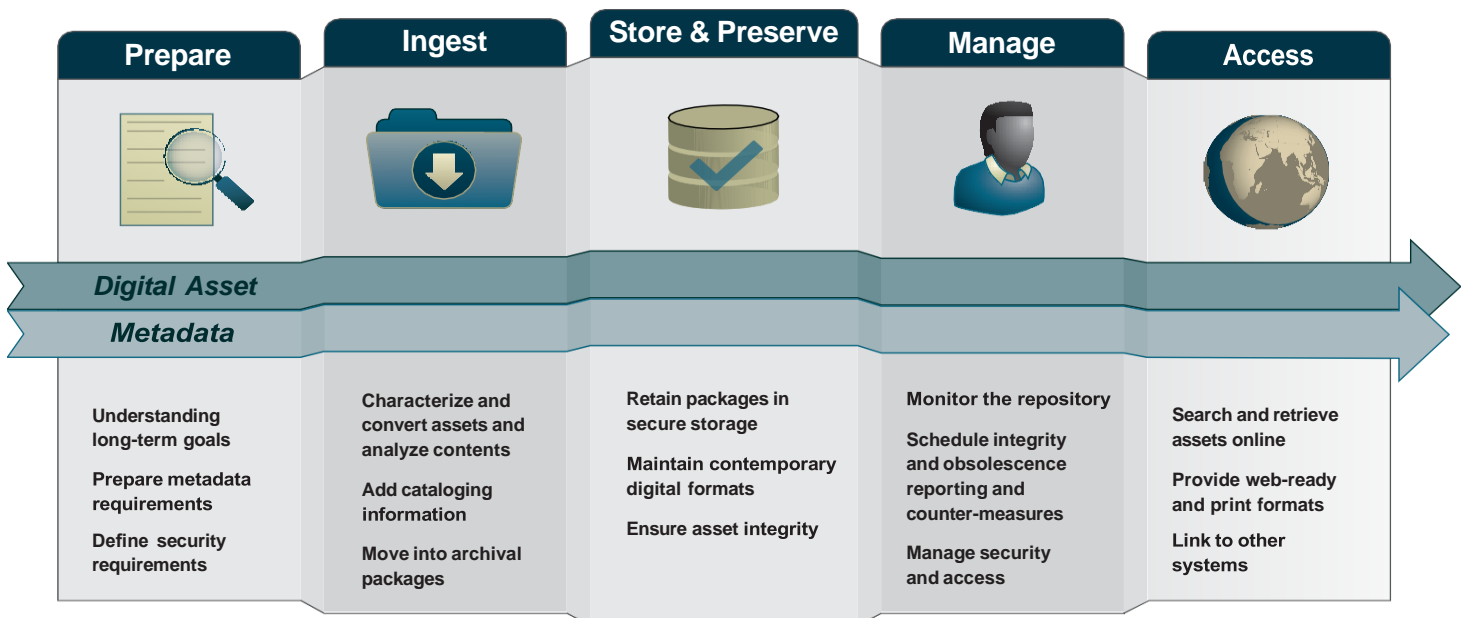 Prepare
Ingest
Store & Preserve
Manage
Access
Digital Asset
Metadata
Understanding
long-term goals
Prepare metadata
requirements
Define security
requirements
Characterize and
convert assets and
analyze contents
Add cataloging
information
Move into archival
packages
Retain packages in
secure storage
Maintain contemporary
digital formats
Ensure asset integrity
Monitor the repository
Schedule integrity
and obsolescence
reporting and
counter-measures
Manage security
and access
Search and retrieve
assets online
Provide web-ready
and print formats
Link to other
systems